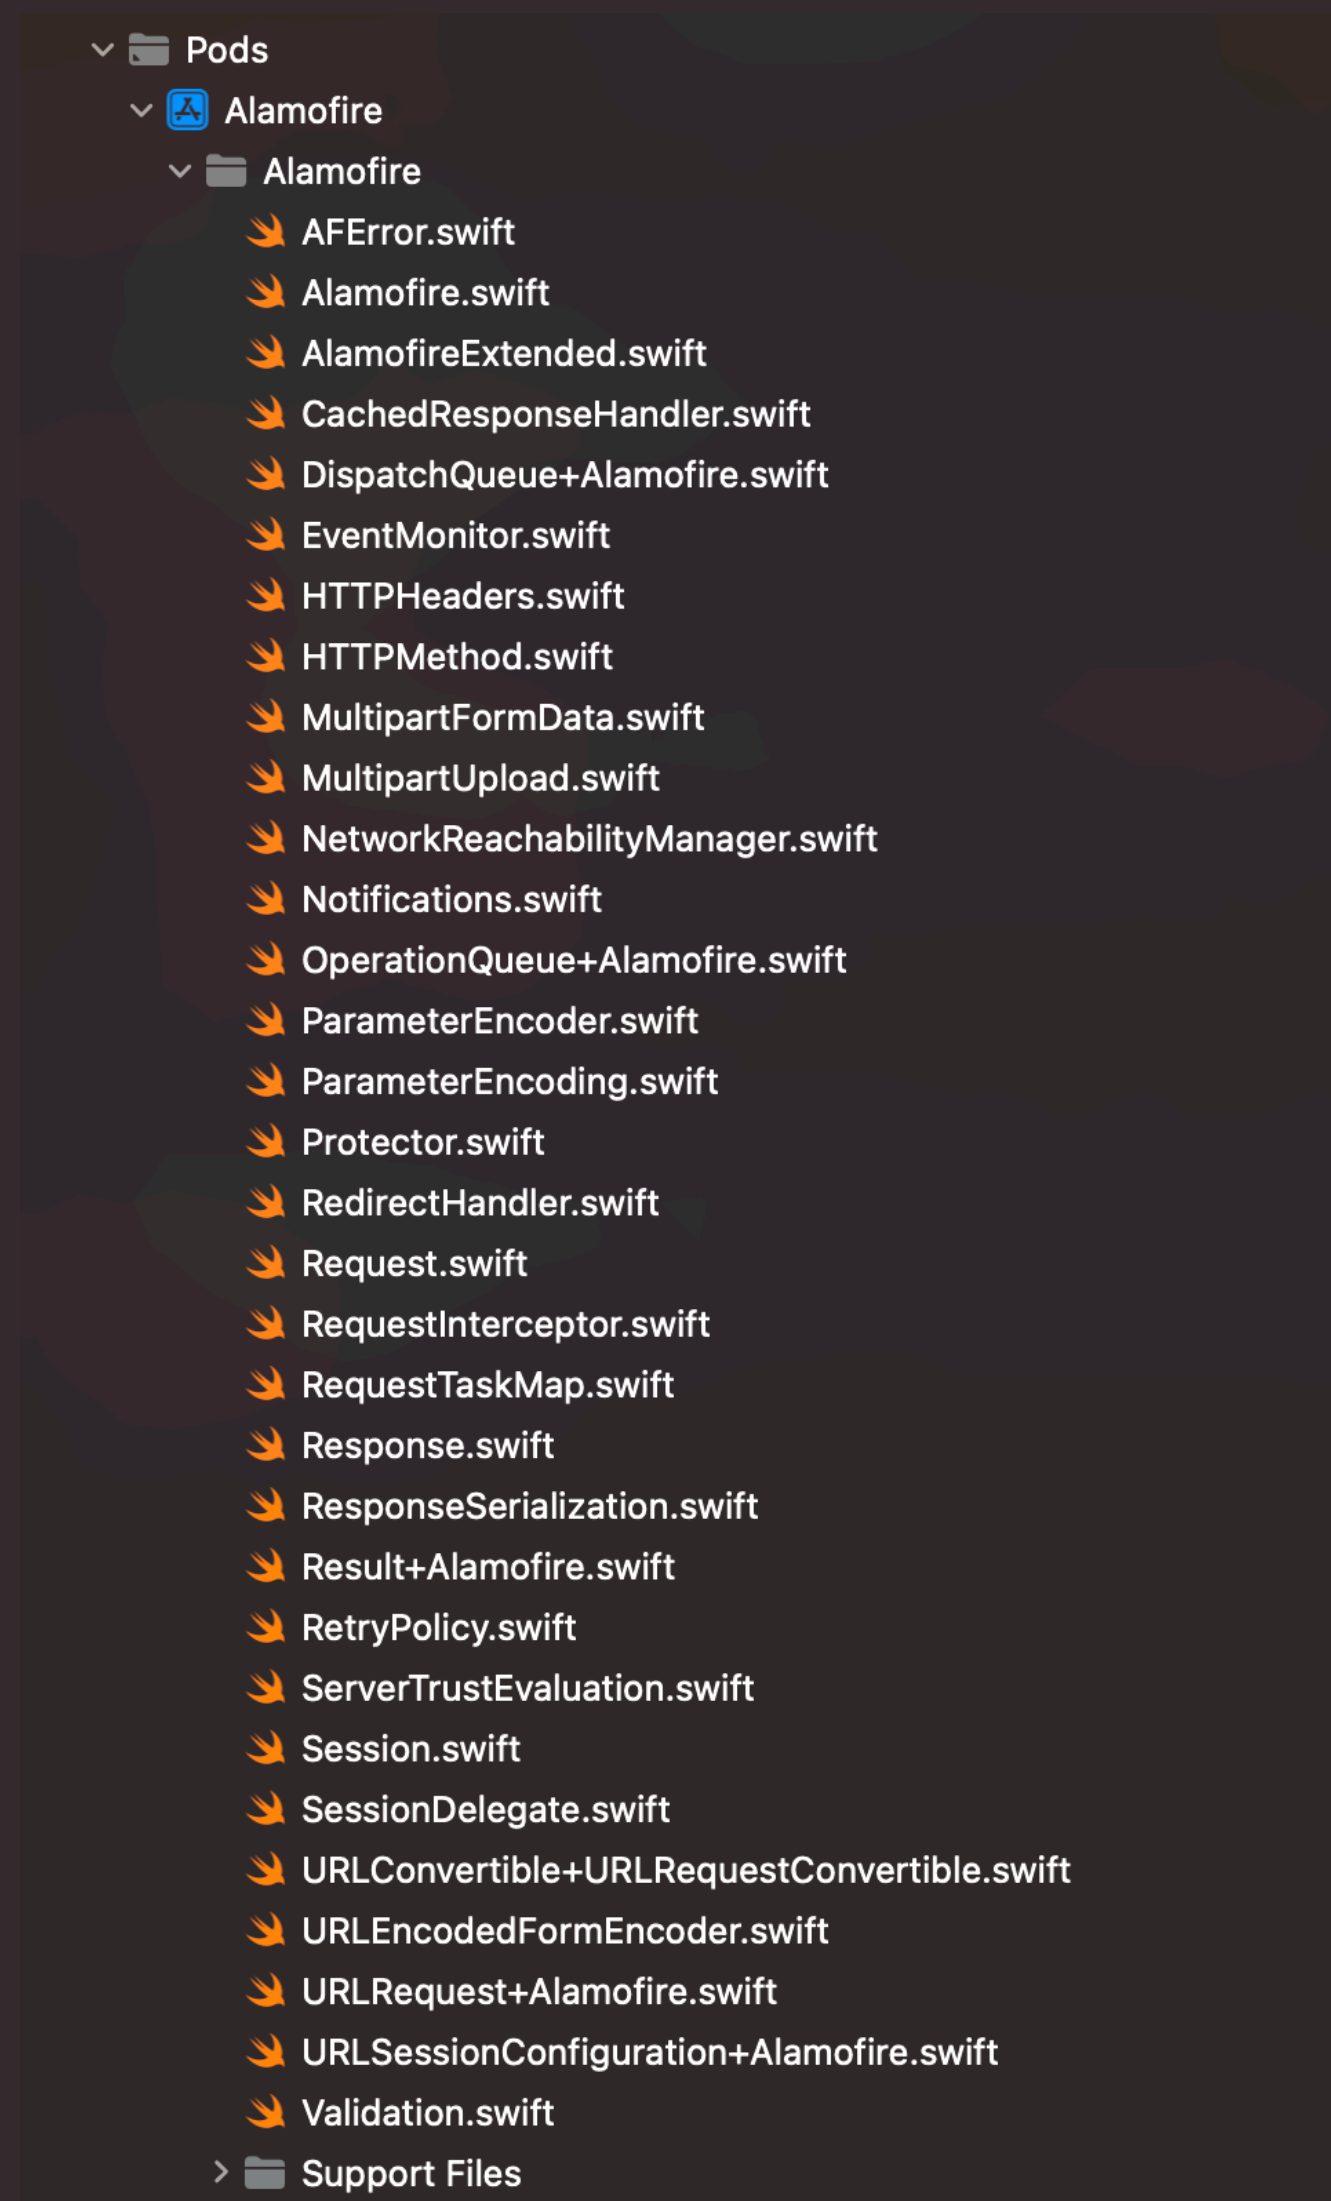 Pods
Alamofire
Alamofire
AFError.swift
Alamofire.swift
AlamofireExtended.swift
CachedResponseHandler.swift
DispatchQueue+Alamofire.swift
EventMonitor.swift
HTTPHeaders.swift
HTTPMethod.swift
MultipartFormData.swift
MultipartUpload.swift
NetworkReachabilityManager.swift
Notifications.swift
OperationQueue+Alamofire.swift
ParameterEncoder.swift
ParameterEncoding.swift
Protector.swift
RedirectHandler.swift
Request.swift
RequestInterceptor.swift
RequestTaskMap.swift
Response.swift
ResponseSerialization.swift
Result+Alamofire.swift
RetryPolicy.swift
ServerTrustEvaluation.swift
Session.swift
SessionDelegate.swift
URLConvertible+URLRequestConvertible.swift
URLEncodedFormEncoder.swift
URLRequest+Alamofire.swift
URLSessionConfiguration+Alamofire.swift
Validation.swift
Support Files